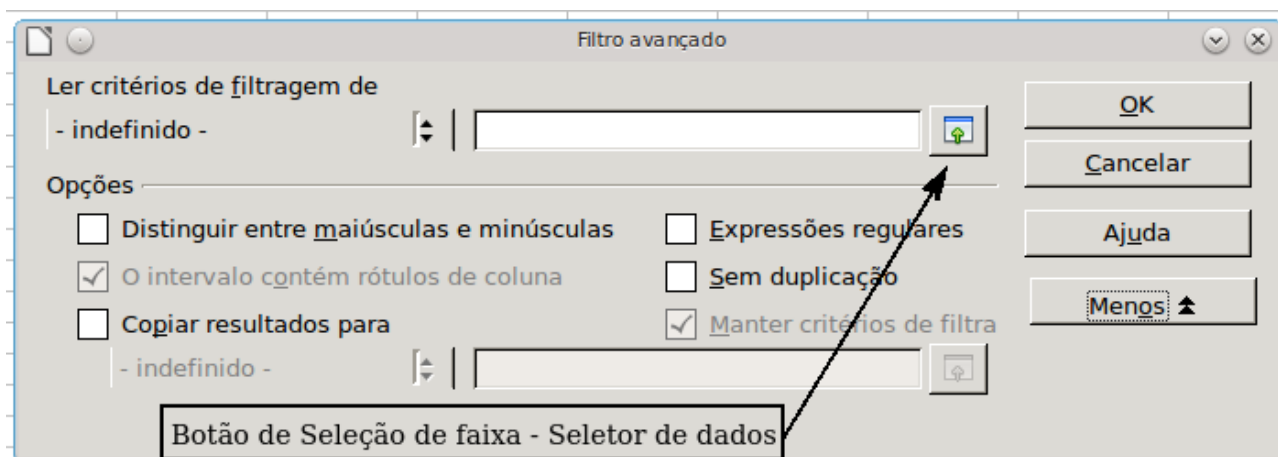 Filtro avançado
Ler critérios de filtragem de
- indefinido -
OK
Cancelar
Opções
Distinguir entre maiúsculas e minúsculas
Expressões regulares
Ajuda
O intervalo contém rótulos de coluna
Sem duplicação
Menos
Copiar resultados para
Manter critérios de filtra
- indefinido -
Botão de Seleção de faixa - Seletor de dados